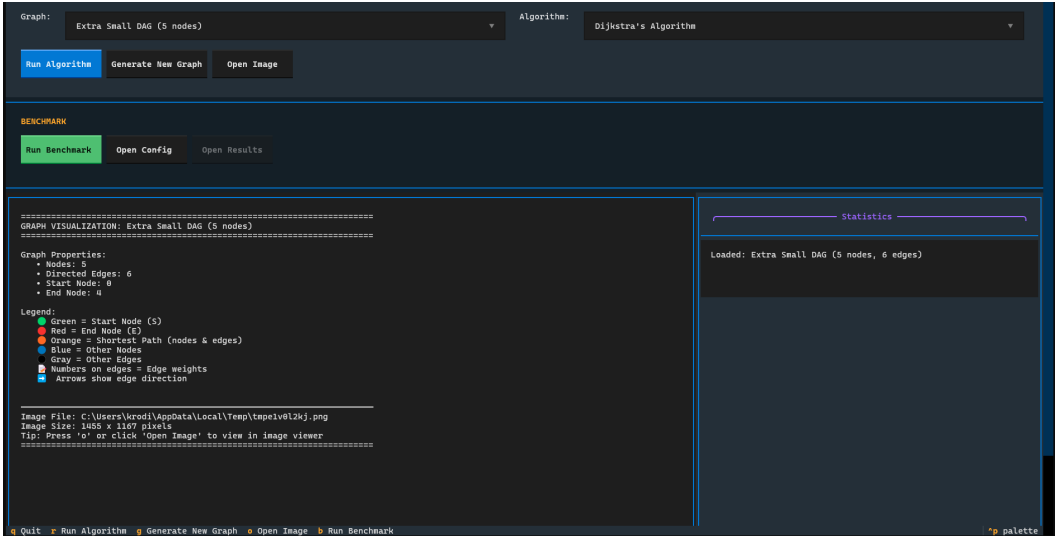 Graph: Extra Small DAG (5 nodes) ▼ Algorithm: Dijkstra's Algorithm ▼
Run Algorithm Generate New Graph Open Image
BENCHMARK
Run Benchmark Open Config Open Results
======================================================================
GRAPH VISUALIZATION: Extra Small DAG (5 nodes)
======================================================================
Graph Properties:
• Nodes: 5
• Directed Edges: 6
• Start Node: 0
• End Node: 4
Legend:
Green = Start Node (S)
Red = End Node (E)
Orange = Shortest Path (nodes & edges)
Blue = Other Nodes
Gray = Other Edges
Numbers on edges = Edge weights
Arrows show edge direction
Image File: C:\Users\krodi\AppData\Local\Temp\tmpe1v0l2kj.png
Image Size: 1455 x 1167 pixels
Tip: Press 'o' or click 'Open Image' to view in image viewer
======================================================================
Statistics
Loaded: Extra Small DAG (5 nodes, 6 edges)
q Quit r Run Algorithm g Generate New Graph o Open Image b Run Benchmark ^p palette